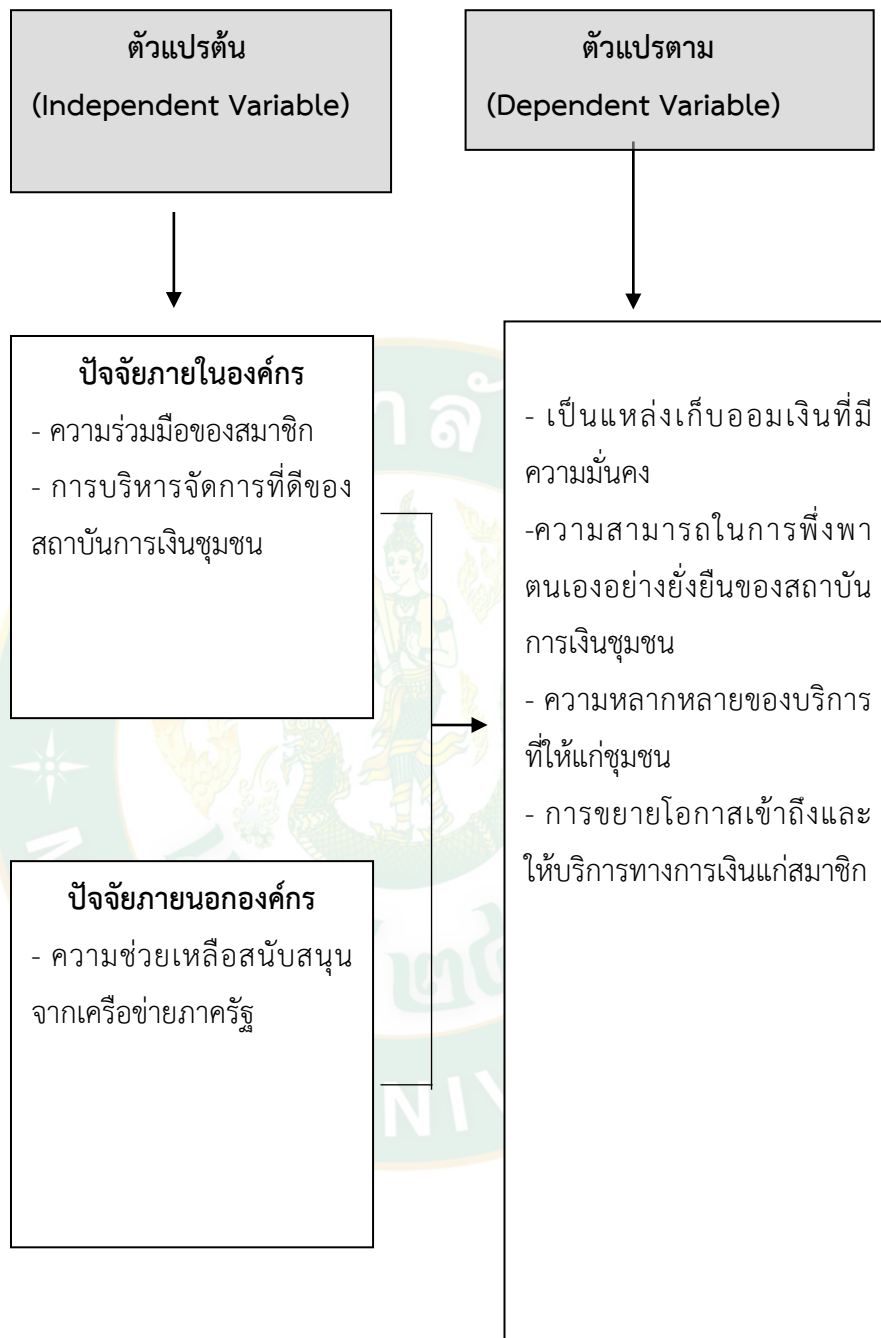 ตัวแปรต้น
(Independent Variable)
ตัวแปรตาม
(Dependent Variable)
ปัจจัยภายในองค์กร
- ความร่วมมือของสมาชิก
- การบริหารจัดการที่ดีของ
สถาบันการเงินชุมชน
ปัจจัยภายนอกองค์กร
- ความช่วยเหลือสนับสนุน
จากเครือข่ายภาครัฐ
- เป็นแหล่งเก็บออมเงินที่มี
ความมั่นคง
-ความสามารถในการพึ่งพา
ตนเองอย่างยั่งยืนของสถาบัน
การเงินชุมชน
- ความหลากหลายของบริการ
ที่ให้แก่ชุมชน
- การขยายโอกาสเข้าถึงและ
ให้บริการทางการเงินแก่สมาชิก